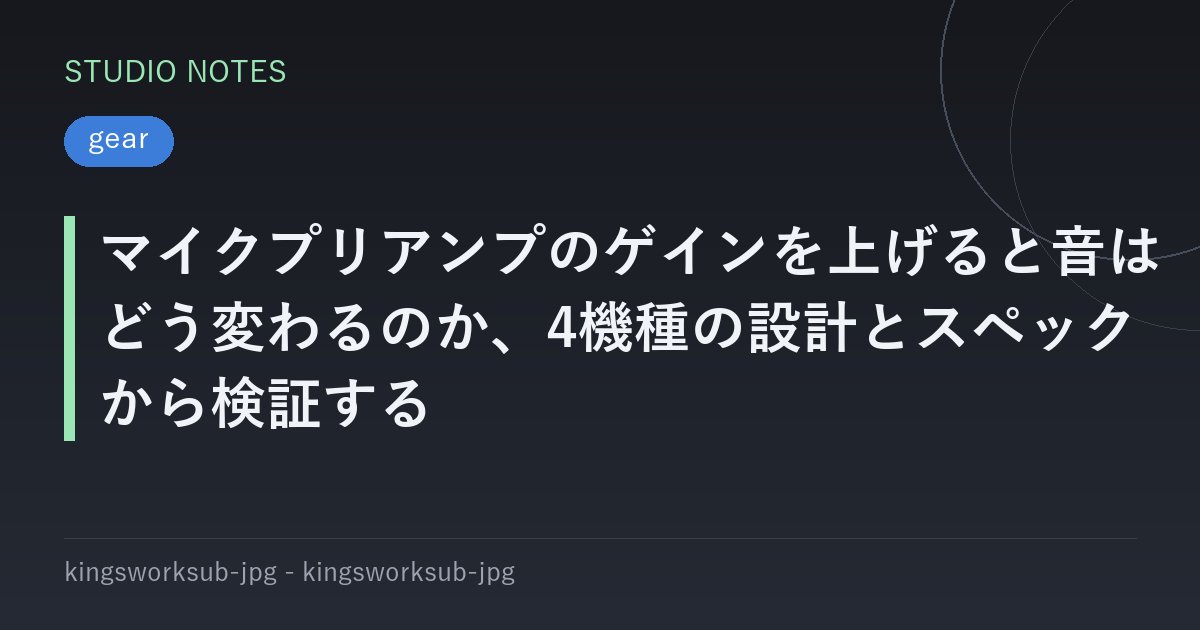 STUDIO NOTES
gear
マイクプリアンプのゲインを上げると音は
どう変わるのか、4機種の設計とスペック
から検証する
kingsworksub-jpg - kingsworksub-jpg